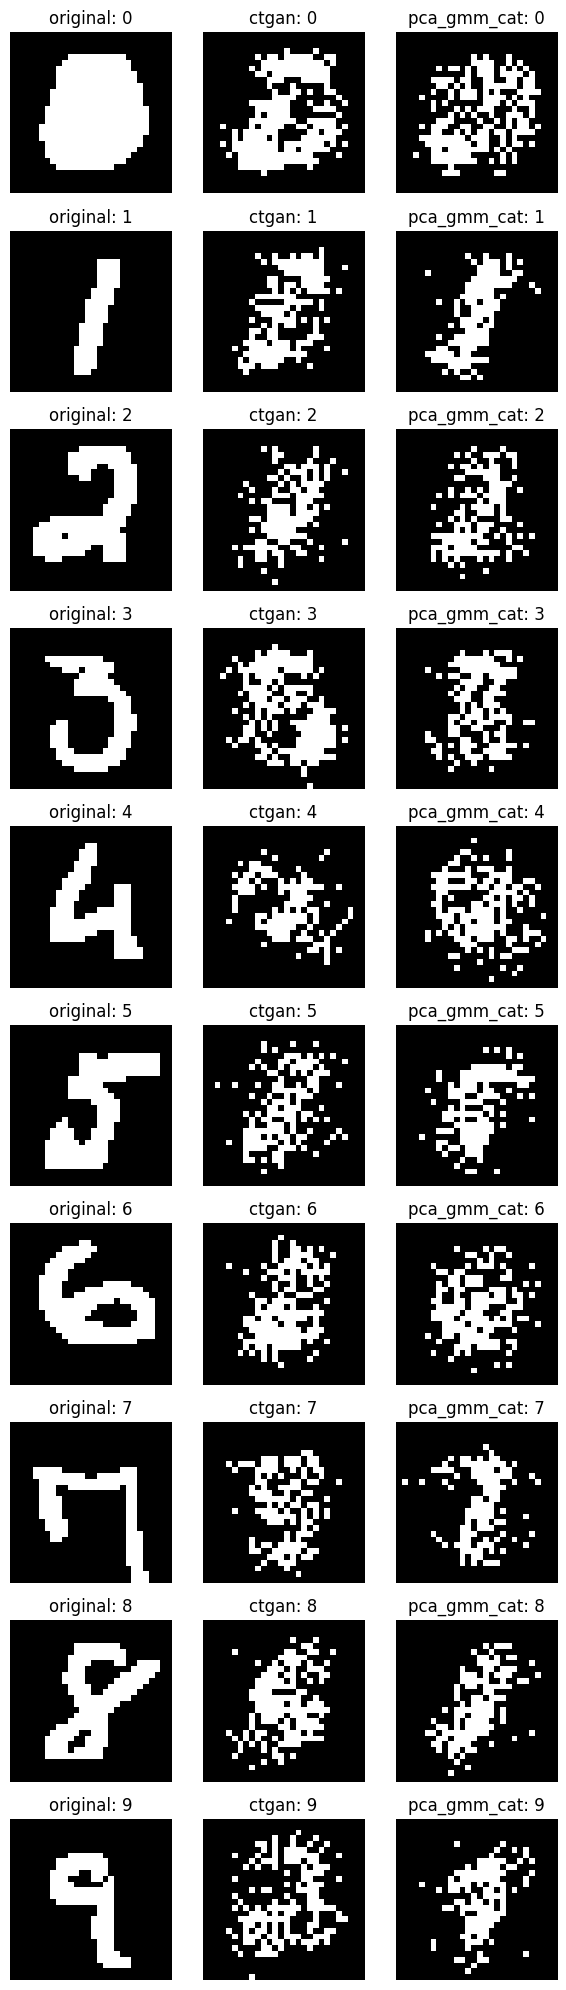 original: 0 ctgan: 0 pca_gmm_cat: 0
original: 1 ctgan: 1 pca_gmm_cat: 1
original: 2 ctgan: 2 pca_gmm_cat: 2
original: 3 ctgan: 3 pca_gmm_cat: 3
original: 4 ctgan: 4 pca_gmm_cat: 4
original: 5 ctgan: 5 pca_gmm_cat: 5
original: 6 ctgan: 6 pca_gmm_cat: 6
original: 7 ctgan: 7 pca_gmm_cat: 7
original: 8 ctgan: 8 pca_gmm_cat: 8
original: 9 ctgan: 9 pca_gmm_cat: 9